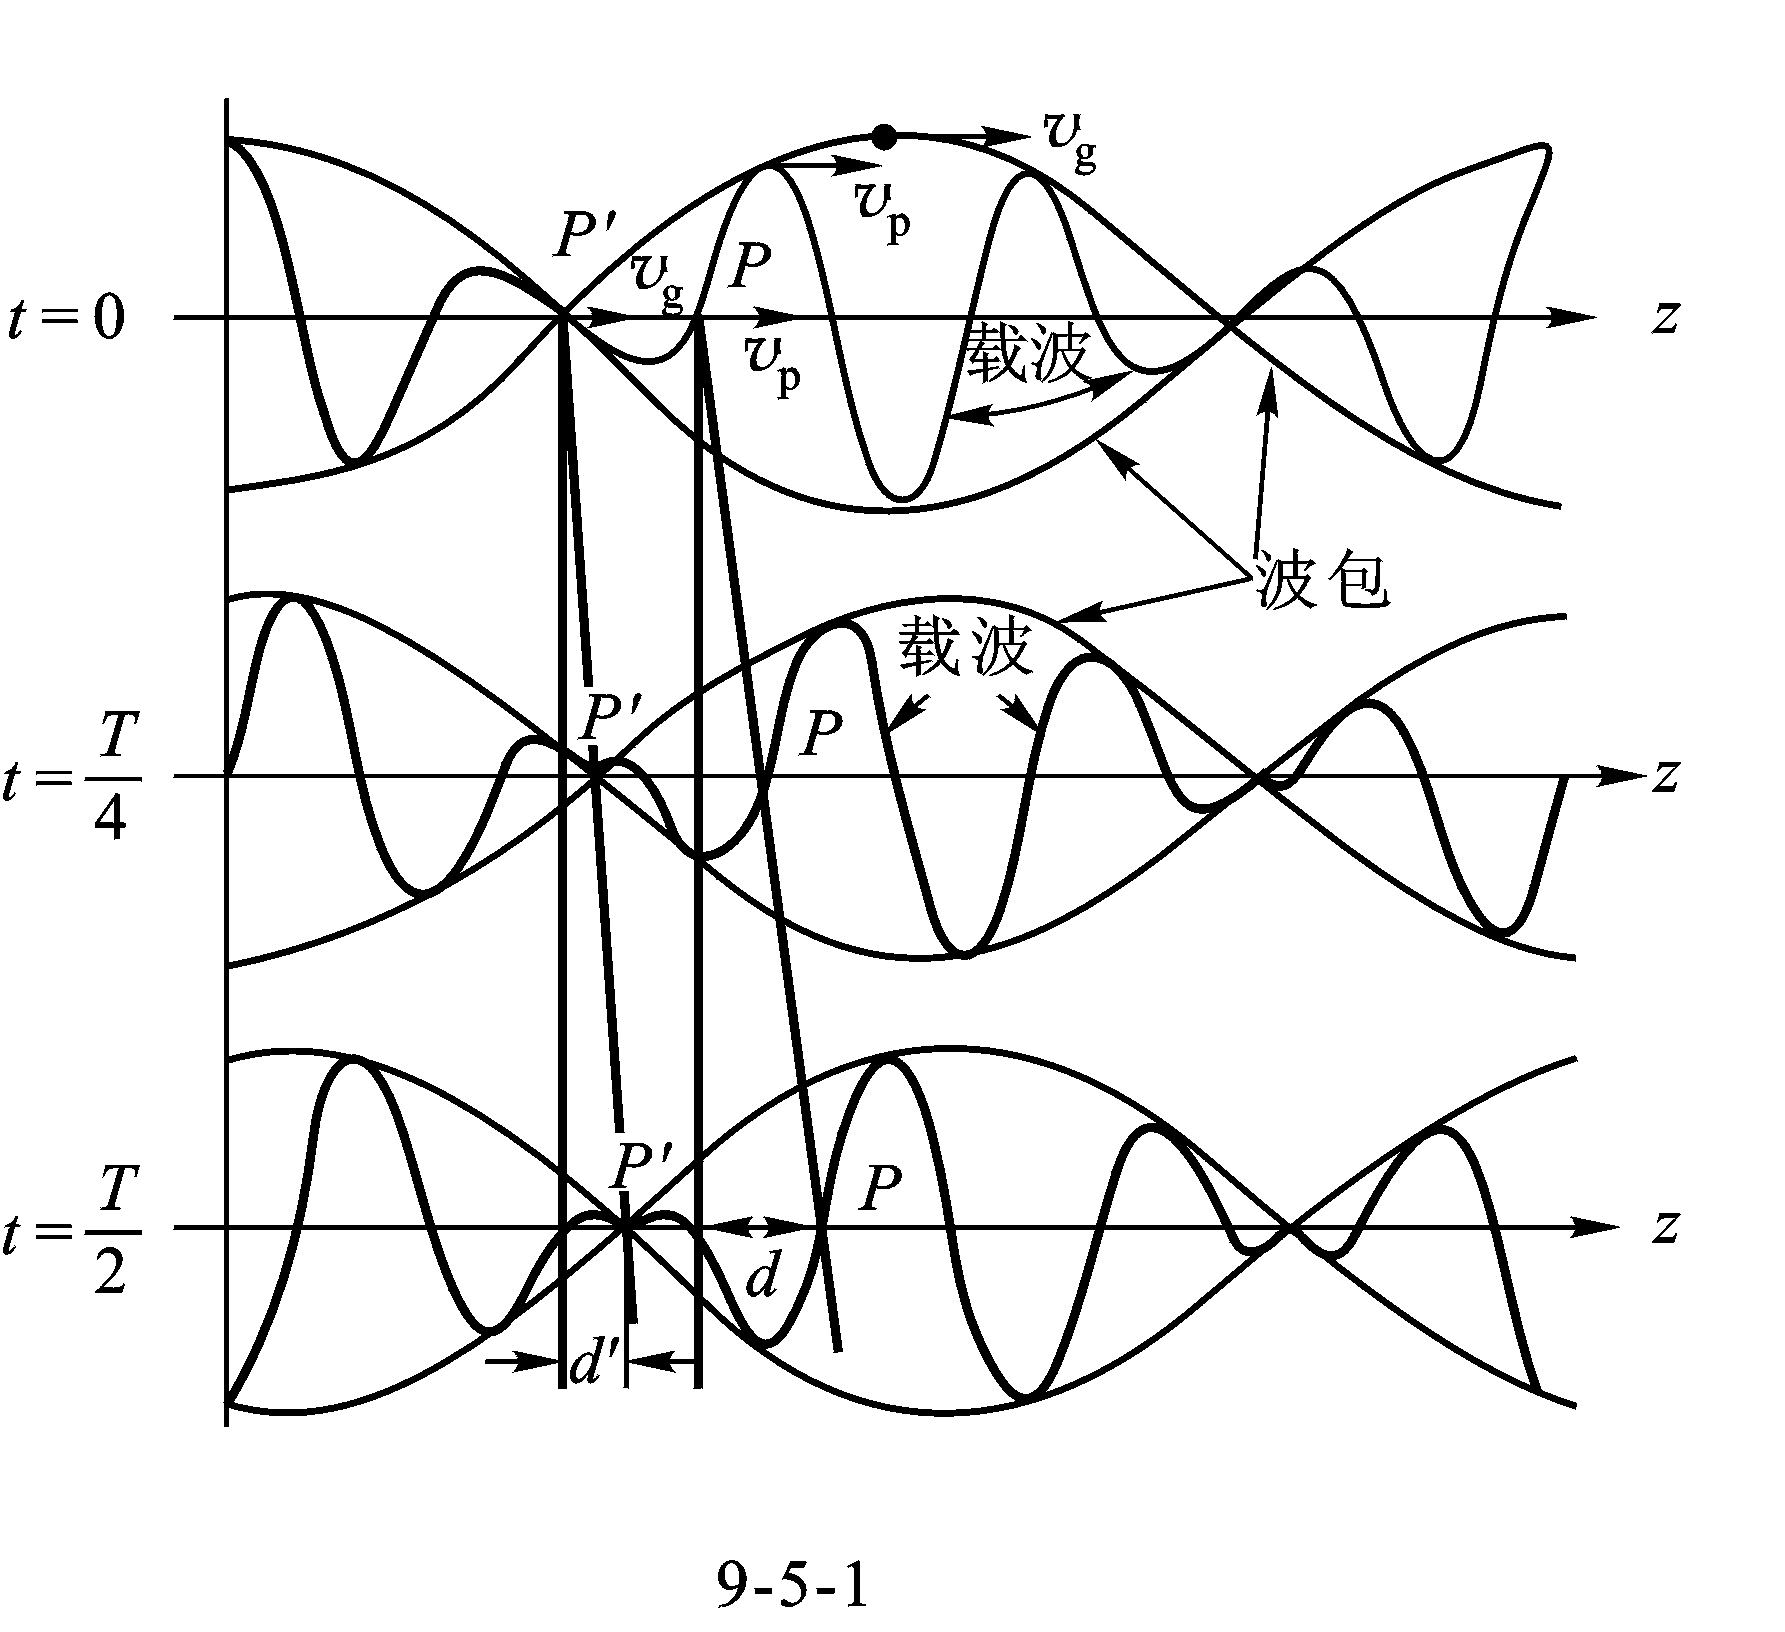 v_g
v_p
P′
v_g
P
t = 0
z
v_p
载波
波包
载波
P′
P
t = T/4
z
P′
P
t = T/2
z
d
d′
9-5-1